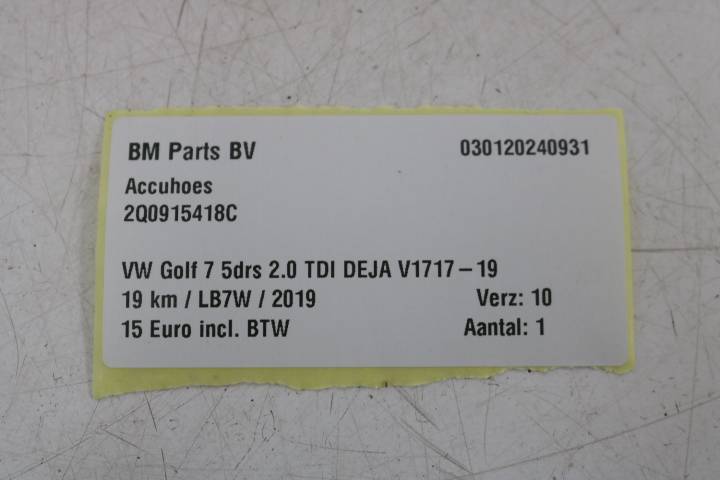 BM Parts BV 030120240931
Accuhoes
2Q0915418C
VW Golf 7 5drs 2.0 TDI DEJA V1717-19
19 km / LB7W / 2019 Verz: 10
15 Euro incl. BTW Aantal: 1